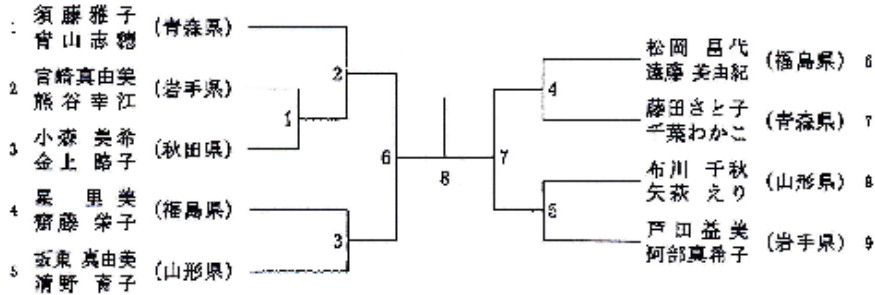 1 須藤雅子 (青森県)
青山志穂
2 宮崎真由美 (岩手県)
熊谷幸江
3 小森 美希 (秋田県)
金上 路子
4 星 里美 (福島県)
齋藤 栄子
5 坂東 真由美 (山形県)
清野 育子
1
2
3
6
8
7
4
5
松岡 昌代 (福島県) 6
遠藤 美由紀
藤田さと子 (青森県) 7
千葉わかこ
布川 千秋 (山形県) 8
矢萩 えり
戸田益美 (岩手県) 9
阿部真希子